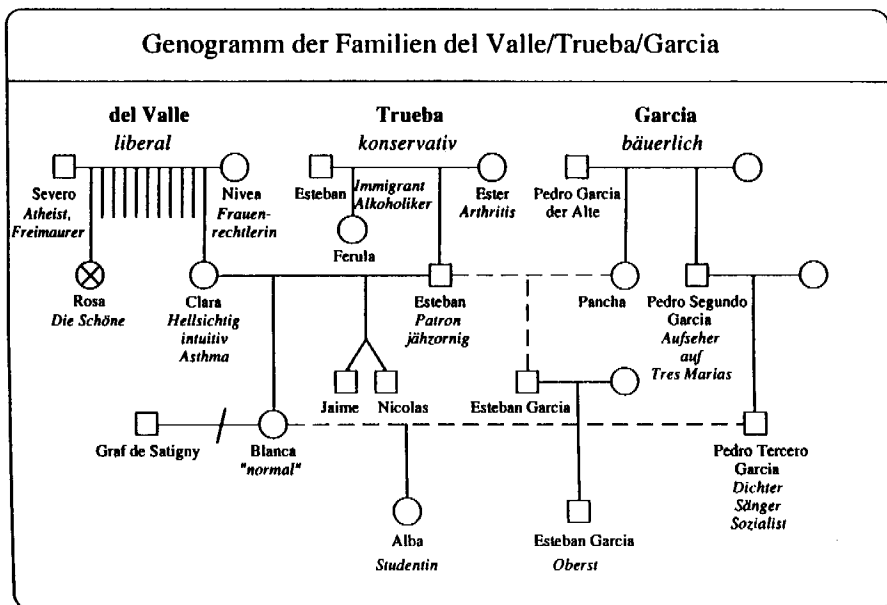 Genogramm der Familien del Valle/Trueba/Garcia
del Valle
liberal
Trueba
konservativ
Garcia
bäuerlich
Severo
Atheist,
Freimaurer
Nivea
Frauen-
rechtlerin
Esteban
Immigrant
Alkoholiker
Ester
Arthritis
Pedro Garcia
der Alte
Ferula
Rosa
Die Schöne
Clara
Hellsichtig
intuitiv
Asthma
Esteban
Patron
jähzornig
Pancha
Pedro Segundo
Garcia
Aufseher
auf
Tres Marias
Jaime
Nicolas
Esteban Garcia
Graf de Satigny
Blanca
"normal"
Pedro Tercero
Garcia
Dichter
Sänger
Sozialist
Alba
Studentin
Esteban Garcia
Oberst